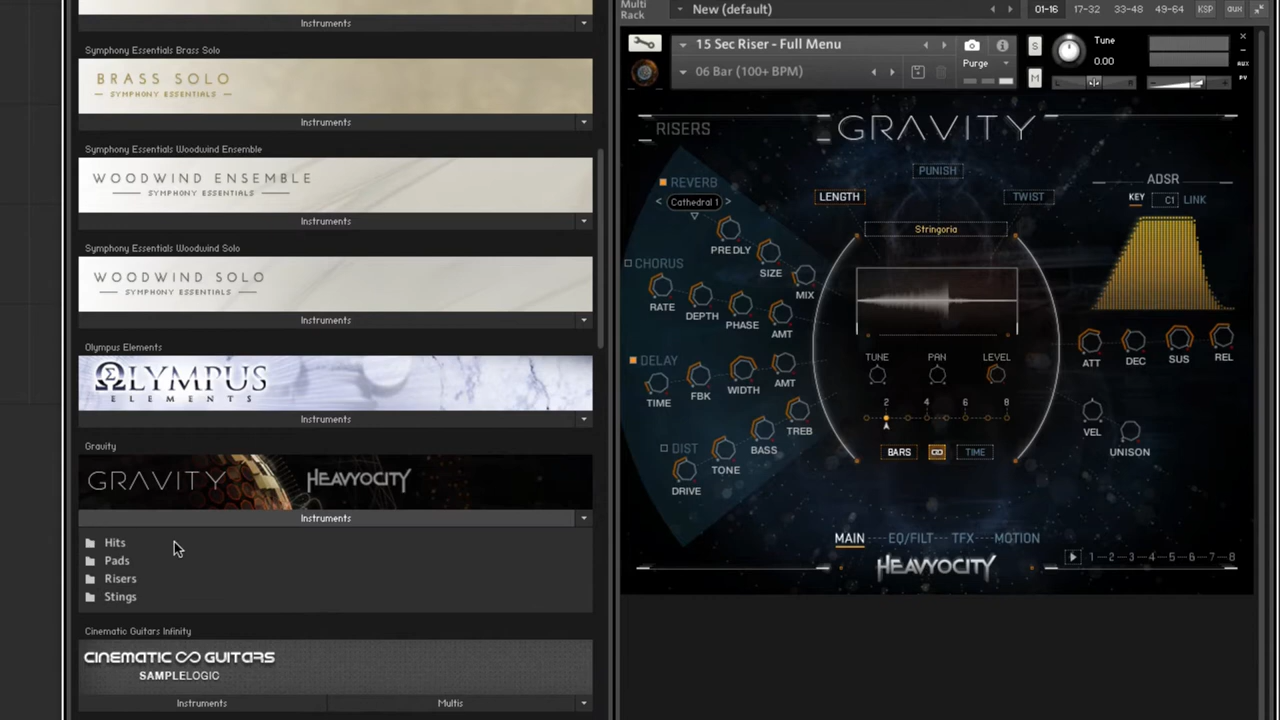 Instruments
Symphony Essentials Brass Solo
BRASS SOLO
SYMPHONY ESSENTIALS
Instruments
Symphony Essentials Woodwind Ensemble
WOODWIND ENSEMBLE
SYMPHONY ESSENTIALS
Instruments
Symphony Essentials Woodwind Solo
WOODWIND SOLO
SYMPHONY ESSENTIALS
Instruments
Olympus Elements
OLYMPUS
ELEMENTS
Instruments
Gravity
GRAVITY HEAVYOCITY
Instruments
Hits
Pads
Risers
Stings
Cinematic Guitars Infinity
CINEMATIC GUITARS
SAMPLELOGIC
Instruments Multis
Multi
Rack
New (default)
01-16 17-32 33-48 49-64 KSP aux
15 Sec Riser - Full Menu
06 Bar (100+ BPM)
Purge
S
M
Tune
0.00
L R
AUX
PV
RISERS
GRAVITY
PUNISH
LENGTH
TWIST
Stringoria
REVERB
< Cathedral 1 >
PRE DLY
SIZE
MIX
CHORUS
RATE
DEPTH
PHASE
AMT
DELAY
TIME
FBK
WIDTH
AMT
DIST
DRIVE
TONE
BASS
TREB
TUNE PAN LEVEL
2 4 6 8
BARS TIME
ADSR
KEY C1 LINK
ATT DEC SUS REL
VEL
UNISON
MAIN EQ/FILT TFX MOTION
HEAVYOCITY
1-2-3-4-5-6-7-8